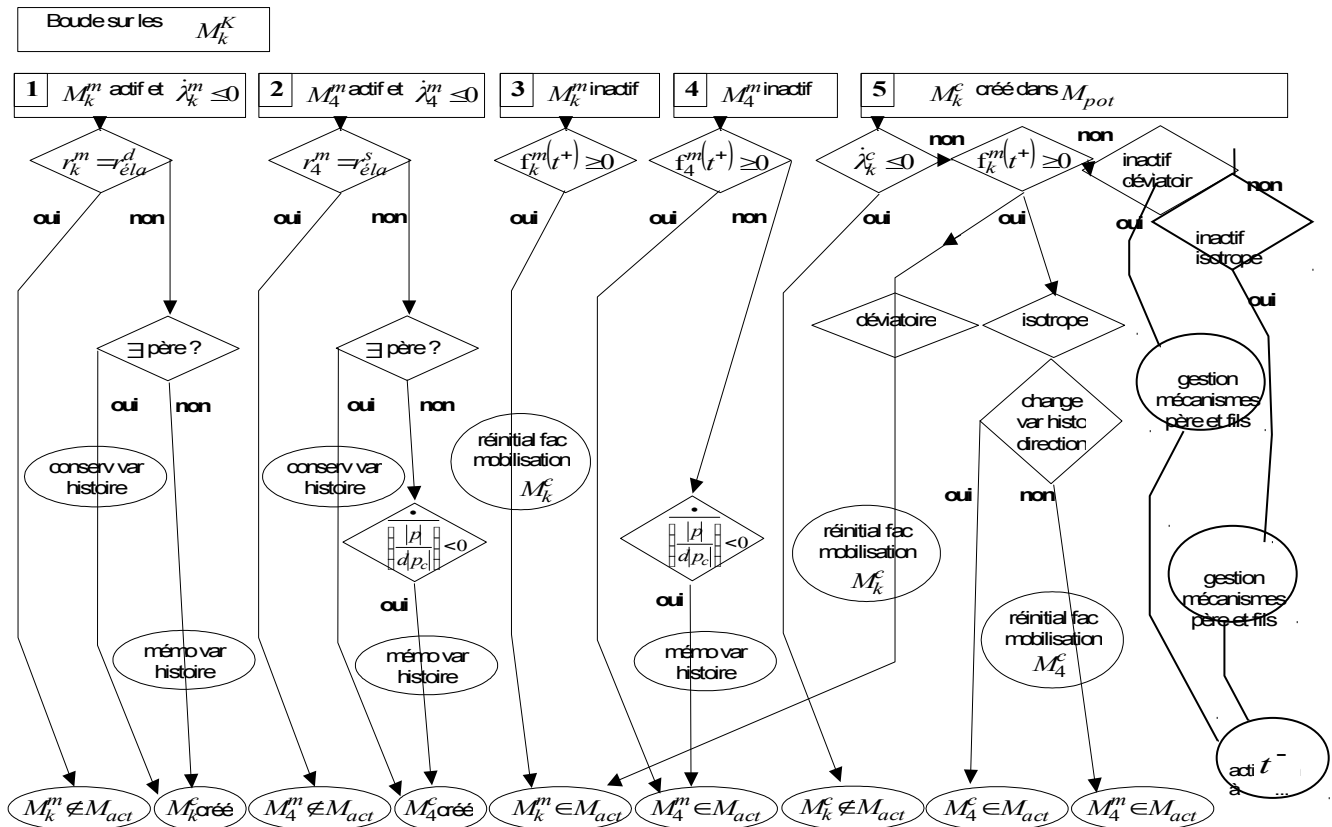 Boucle sur les M_k^K
1 M_k^m actif et λ̇_k^m ≤0
2 M_4^m actif et λ̇_4^m ≤0
3 M_k^m inactif
4 M_4^m inactif
5 M_k^c créé dans M_pot
r_k^m = r_éla^d
r_4^m = r_éla^s
f_k^m(t^+) ≥0
f_4^m(t^+) ≥0
λ̇_k^c ≤0
non
f_k^m(t^+) ≥0
non
inactif
déviatoir
non
oui
non
oui
non
oui
oui
non
oui
oui
oui
inactif
isotrope
oui
∃ père ?
∃ père ?
déviatoire
isotrope
oui
non
oui
non
change
var histo
direction
gestion
mécanismes
père et fils
conserv var
histoire
conserv var
histoire
réinitial fac
mobilisation
M_k^c
oui
non
|p|
d|p_c|
<0
|p|
d|p_c|
<0
réinitial fac
mobilisation
M_k^c
gestion
mécanismes
père et fils
oui
oui
mémo var
histoire
mémo var
histoire
mémo var
histoire
réinitial fac
mobilisation
M_4^c
acti t^-
à ...
M_k^m ∉ M_act
M_k^c créé
M_4^m ∉ M_act
M_4^c créé
M_k^m ∈ M_act
M_4^m ∈ M_act
M_k^c ∉ M_act
M_4^c ∈ M_act
M_4^m ∈ M_act